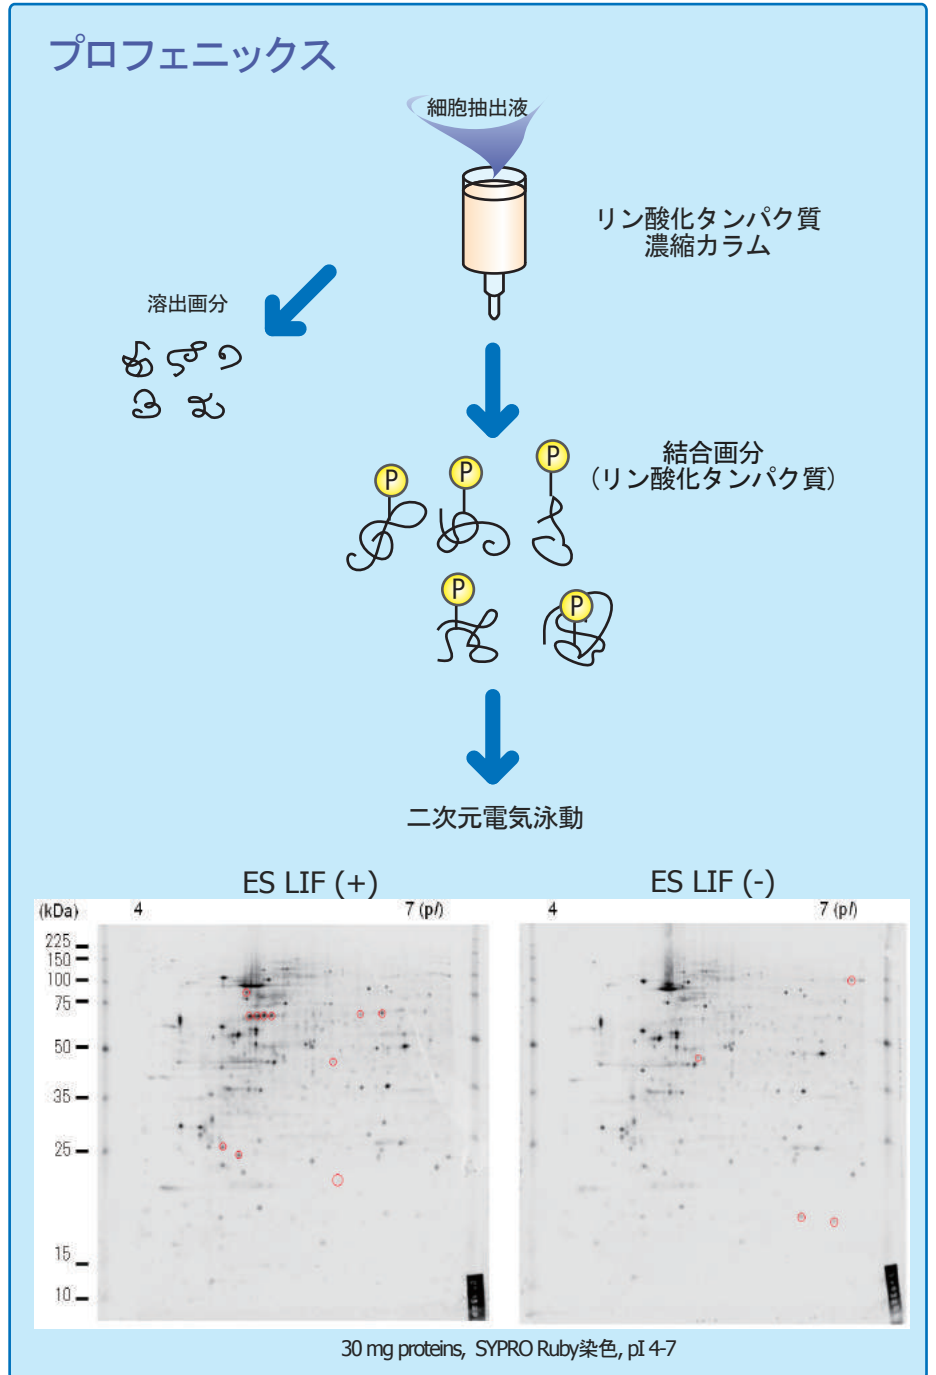 プロフェニックス
細胞抽出液
リン酸化タンパク質
濃縮カラム
溶出画分
結合画分
(リン酸化タンパク質)
P
P
P
P
P
二次元電気泳動
ES LIF (+)
ES LIF (-)
(kDa) 4 7 (pI)
4 7 (pI)
225
150
100
75
50
35
25
15
10
30 mg proteins, SYPRO Ruby染色, pI 4-7